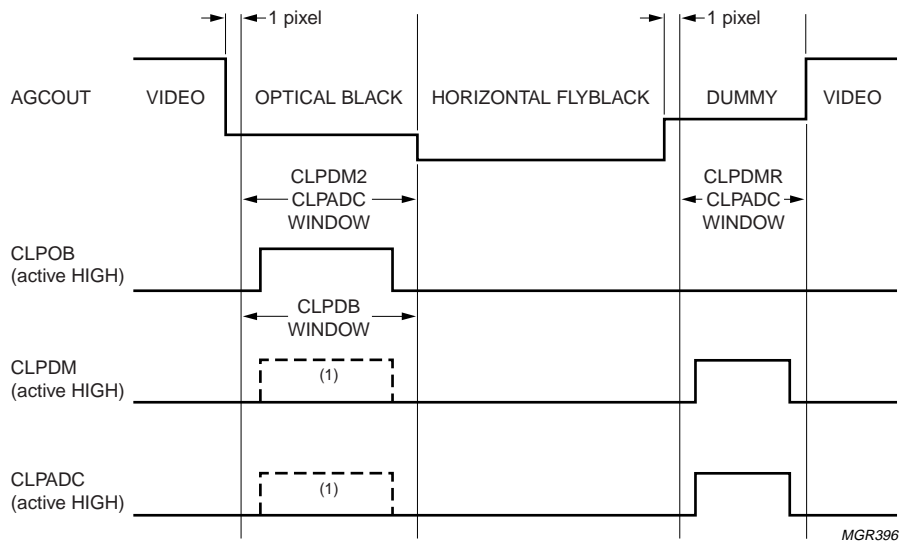 1 pixel
1 pixel
AGCOUT
VIDEO
OPTICAL BLACK
HORIZONTAL FLYBLACK
DUMMY
VIDEO
CLPDM2
CLPADC
WINDOW
CLPDMR
CLPADC
WINDOW
CLPOB
(active HIGH)
CLPDB
WINDOW
CLPDM
(active HIGH)
(1)
CLPADC
(active HIGH)
(1)
MGR396